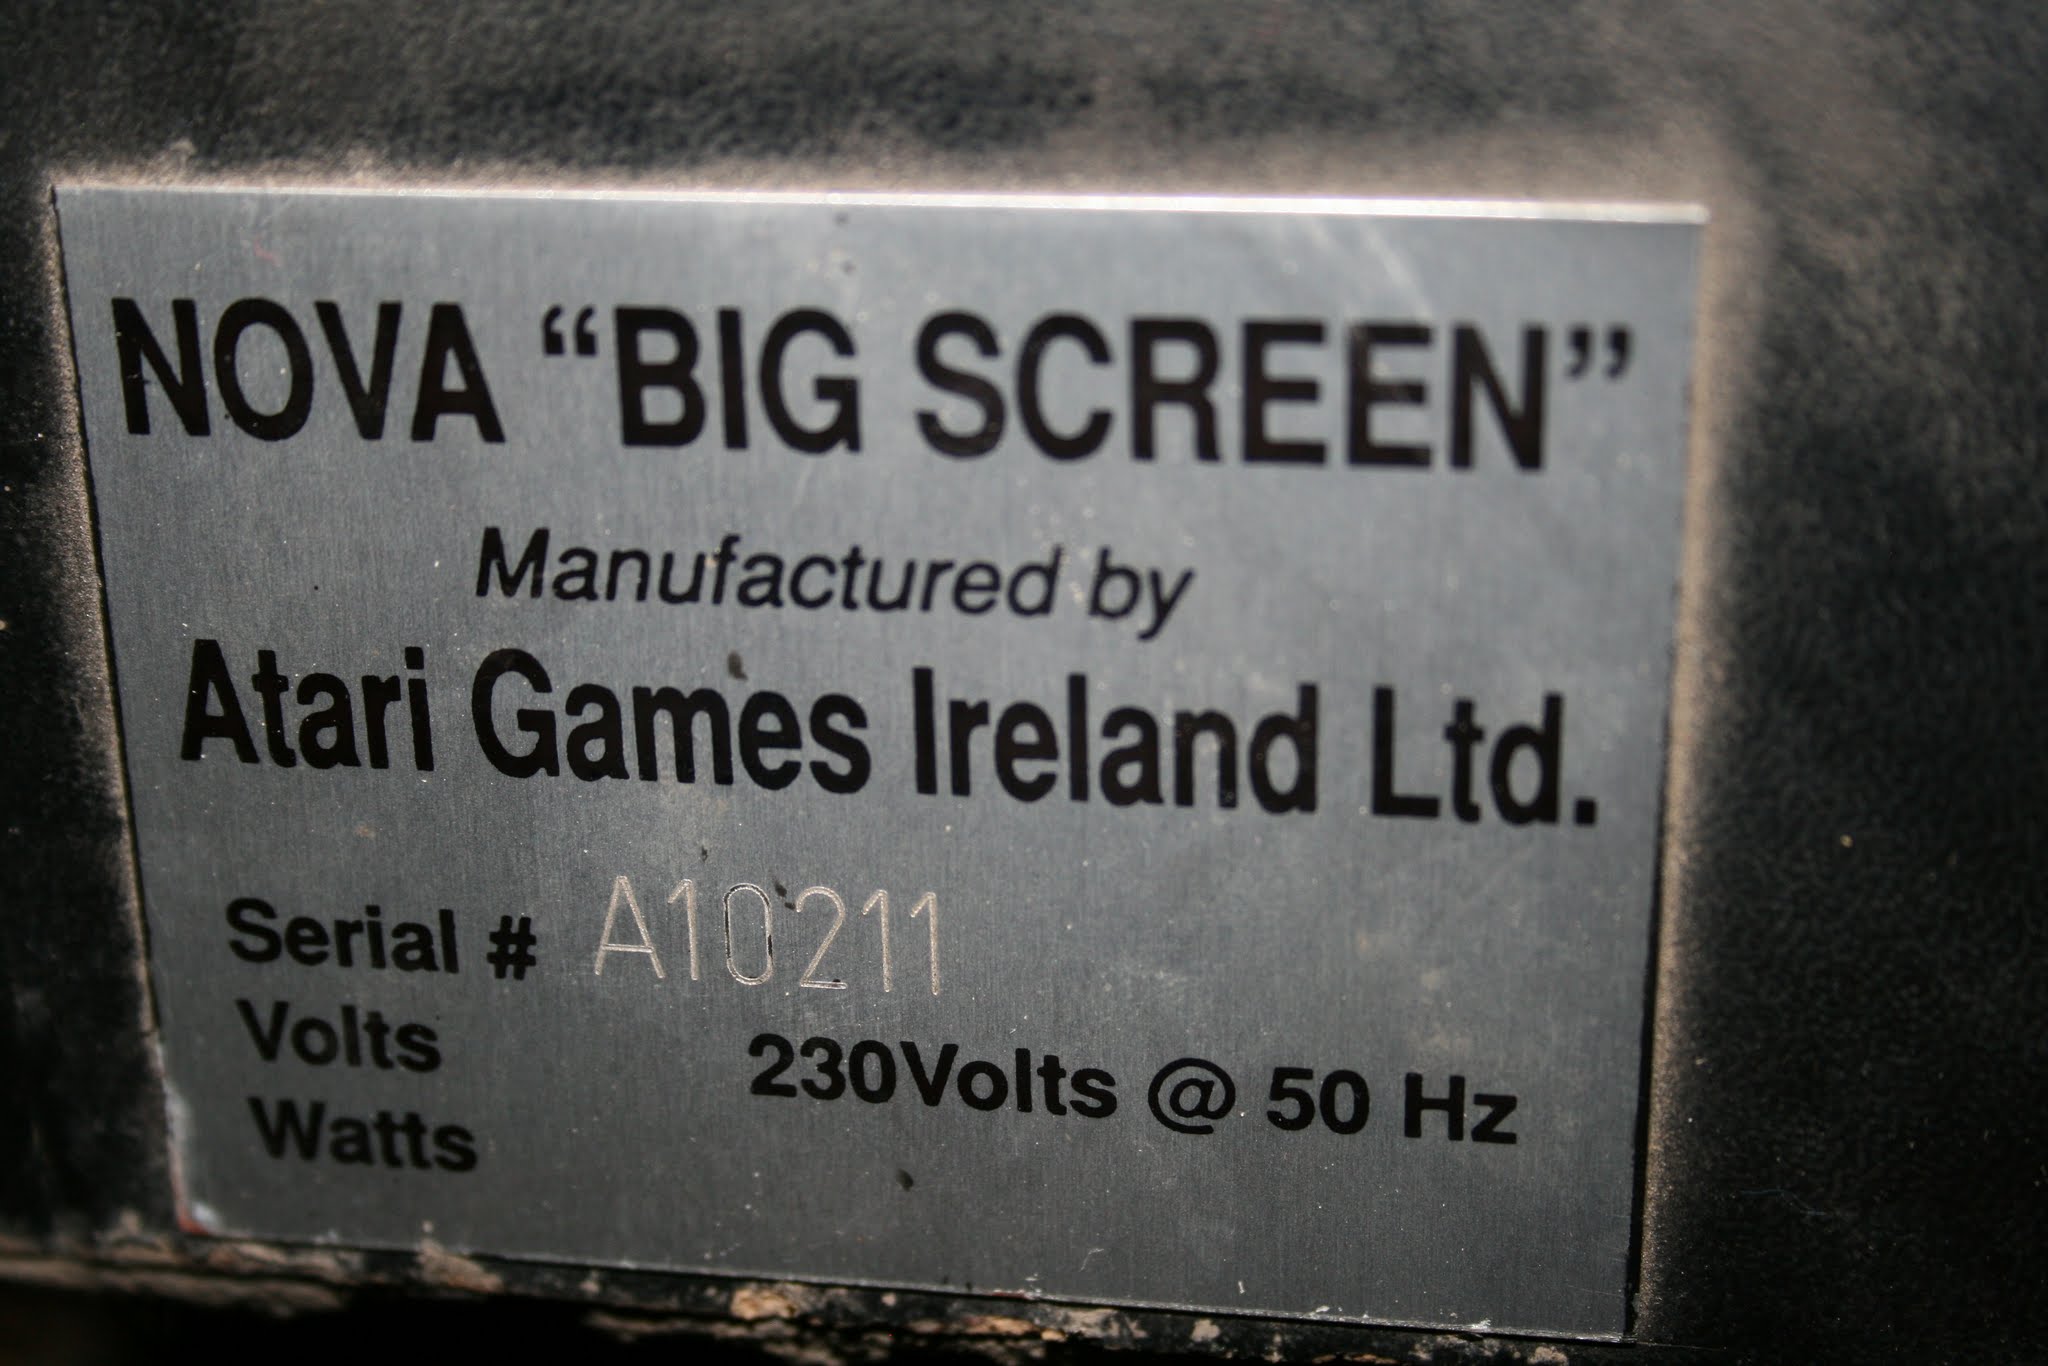 NOVA “BIG SCREEN”
Manufactured by
Atari Games Ireland Ltd.
Serial # A10211
Volts 230Volts @ 50 Hz
Watts